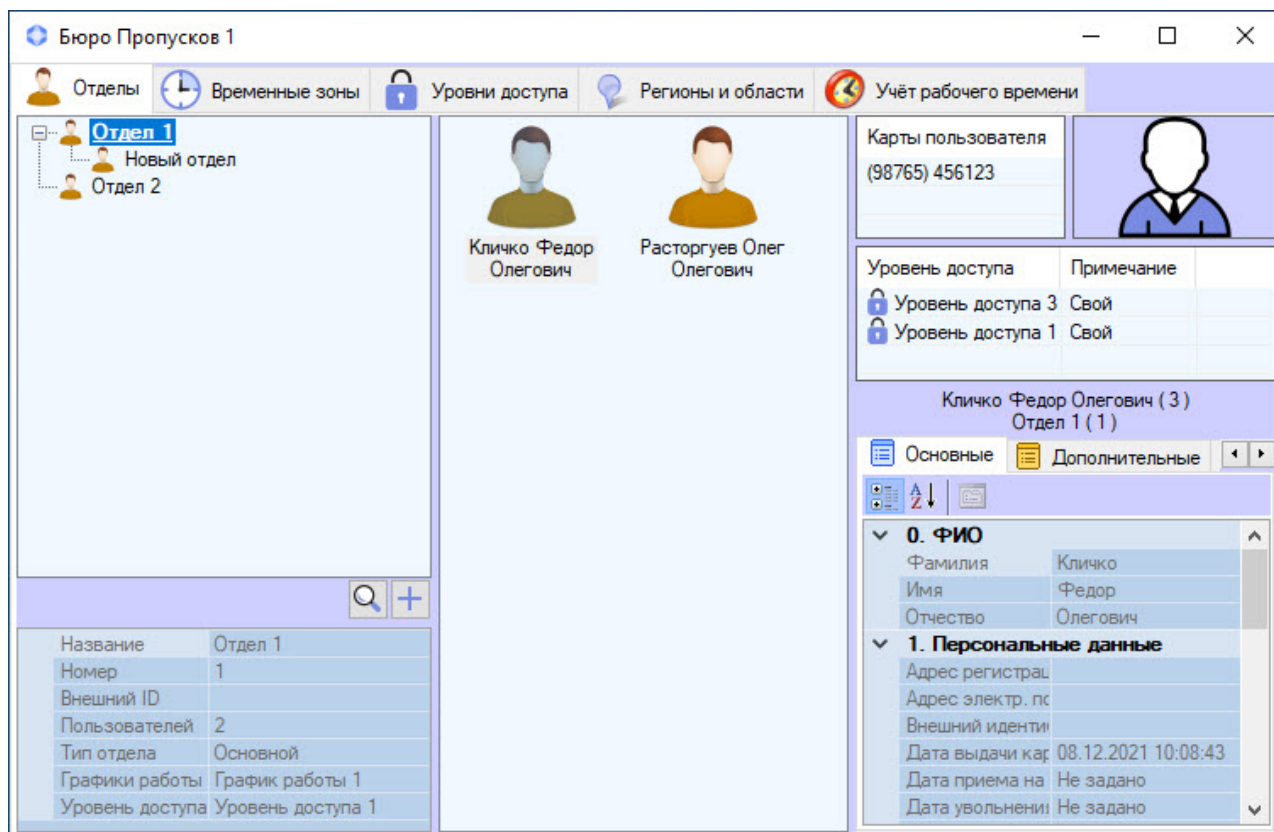 Бюро Пропусков 1
Отделы
Временные зоны
Уровни доступа
Регионы и области
Учёт рабочего времени
Отдел 1
Новый отдел
Отдел 2
Название Отдел 1
Номер 1
Внешний ID
Пользователей 2
Тип отдела Основной
Графики работы График работы 1
Уровень доступа Уровень доступа 1
Кличко Федор
Олегович
Расторгуев Олег
Олегович
Карты пользователя
(98765) 456123
Уровень доступа Примечание
Уровень доступа 3 Свой
Уровень доступа 1 Свой
Кличко Федор Олегович ( 3 )
Отдел 1 ( 1 )
Основные
Дополнительные
0. ФИО
Фамилия Кличко
Имя Федор
Отчество Олегович
1. Персональные данные
Адрес регистрац
Адрес электр. по
Внешний иденти
Дата выдачи кар 08.12.2021 10:08:43
Дата приема на Не задано
Дата увольнени Не задано